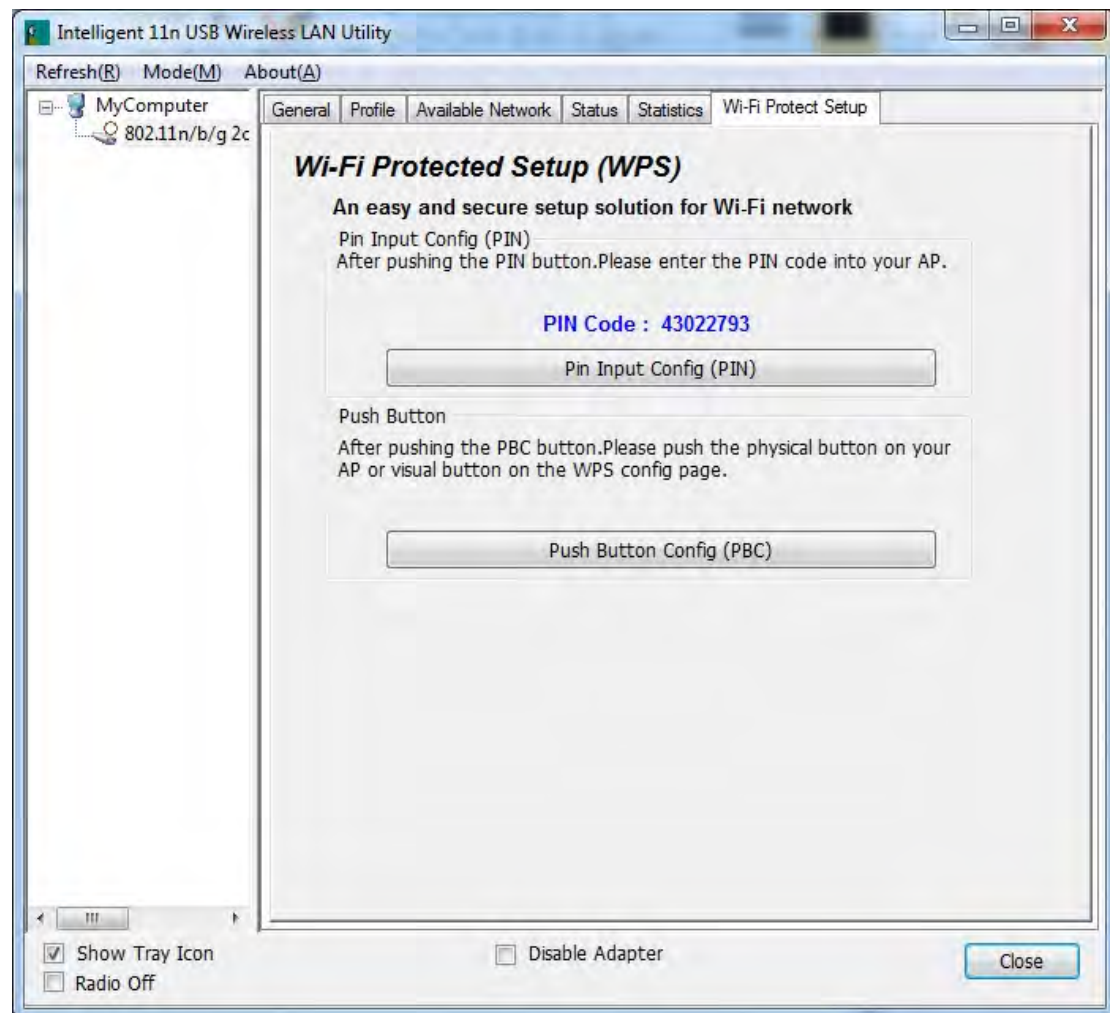 Intelligent 11n USB Wireless LAN Utility
Refresh(R) Mode(M) About(A)
MyComputer
802.11n/b/g 2c
General Profile Available Network Status Statistics Wi-Fi Protect Setup
Wi-Fi Protected Setup (WPS)
An easy and secure setup solution for Wi-Fi network
Pin Input Config (PIN)
After pushing the PIN button.Please enter the PIN code into your AP.
PIN Code : 43022793
Pin Input Config (PIN)
Push Button
After pushing the PBC button.Please push the physical button on your
AP or visual button on the WPS config page.
Push Button Config (PBC)
Show Tray Icon
Disable Adapter
Radio Off
Close